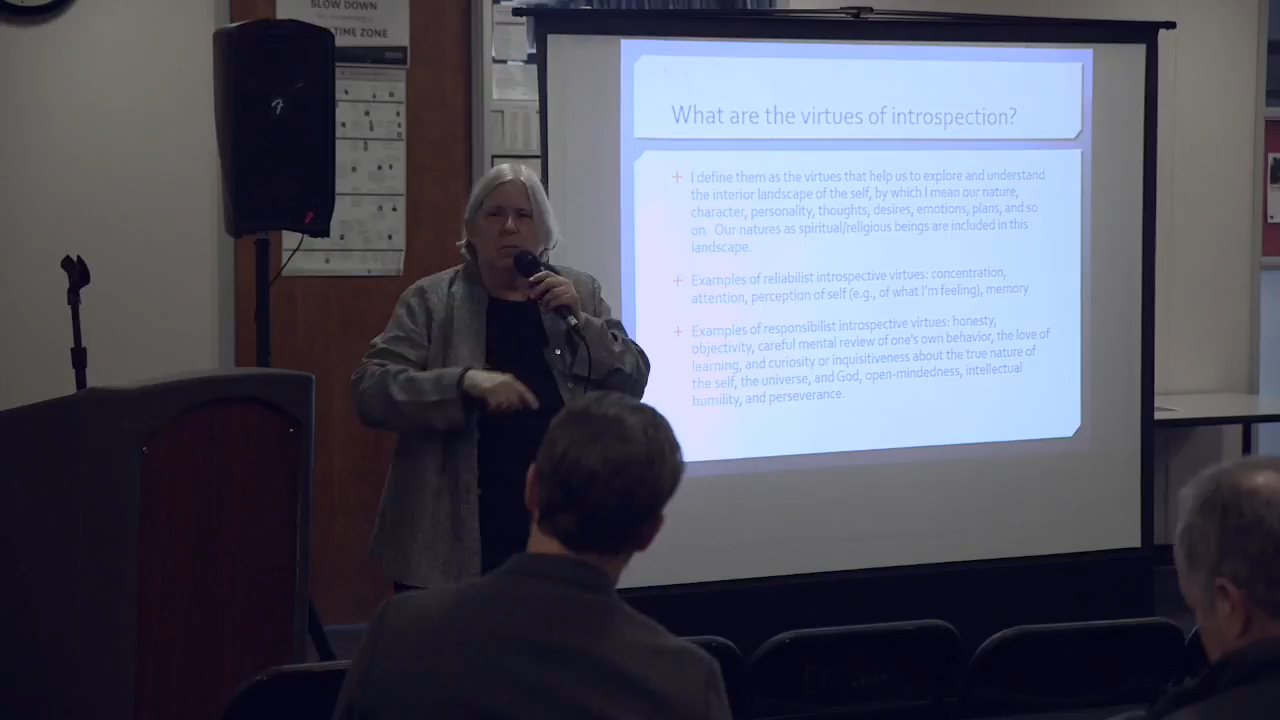 SLOW DOWN
TIME ZONE
What are the virtues of introspection?
I define them as the virtues that help us to explore and understand
the interior landscape of the self, by which I mean our nature,
character, personality, thoughts, desires, emotions, plans, and so
on. Our natures as spiritual/religious beings are included in this
landscape.
Examples of reliabilist introspective virtues: concentration,
attention, perception of self (e.g., of what I'm feeling), memory
Examples of responsibilist introspective virtues: honesty,
objectivity, careful mental review of one's own behavior, the love of
learning, and curiosity or inquisitiveness about the true nature of
the self, the universe, and God, open-mindedness, intellectual
humility, and perseverance.